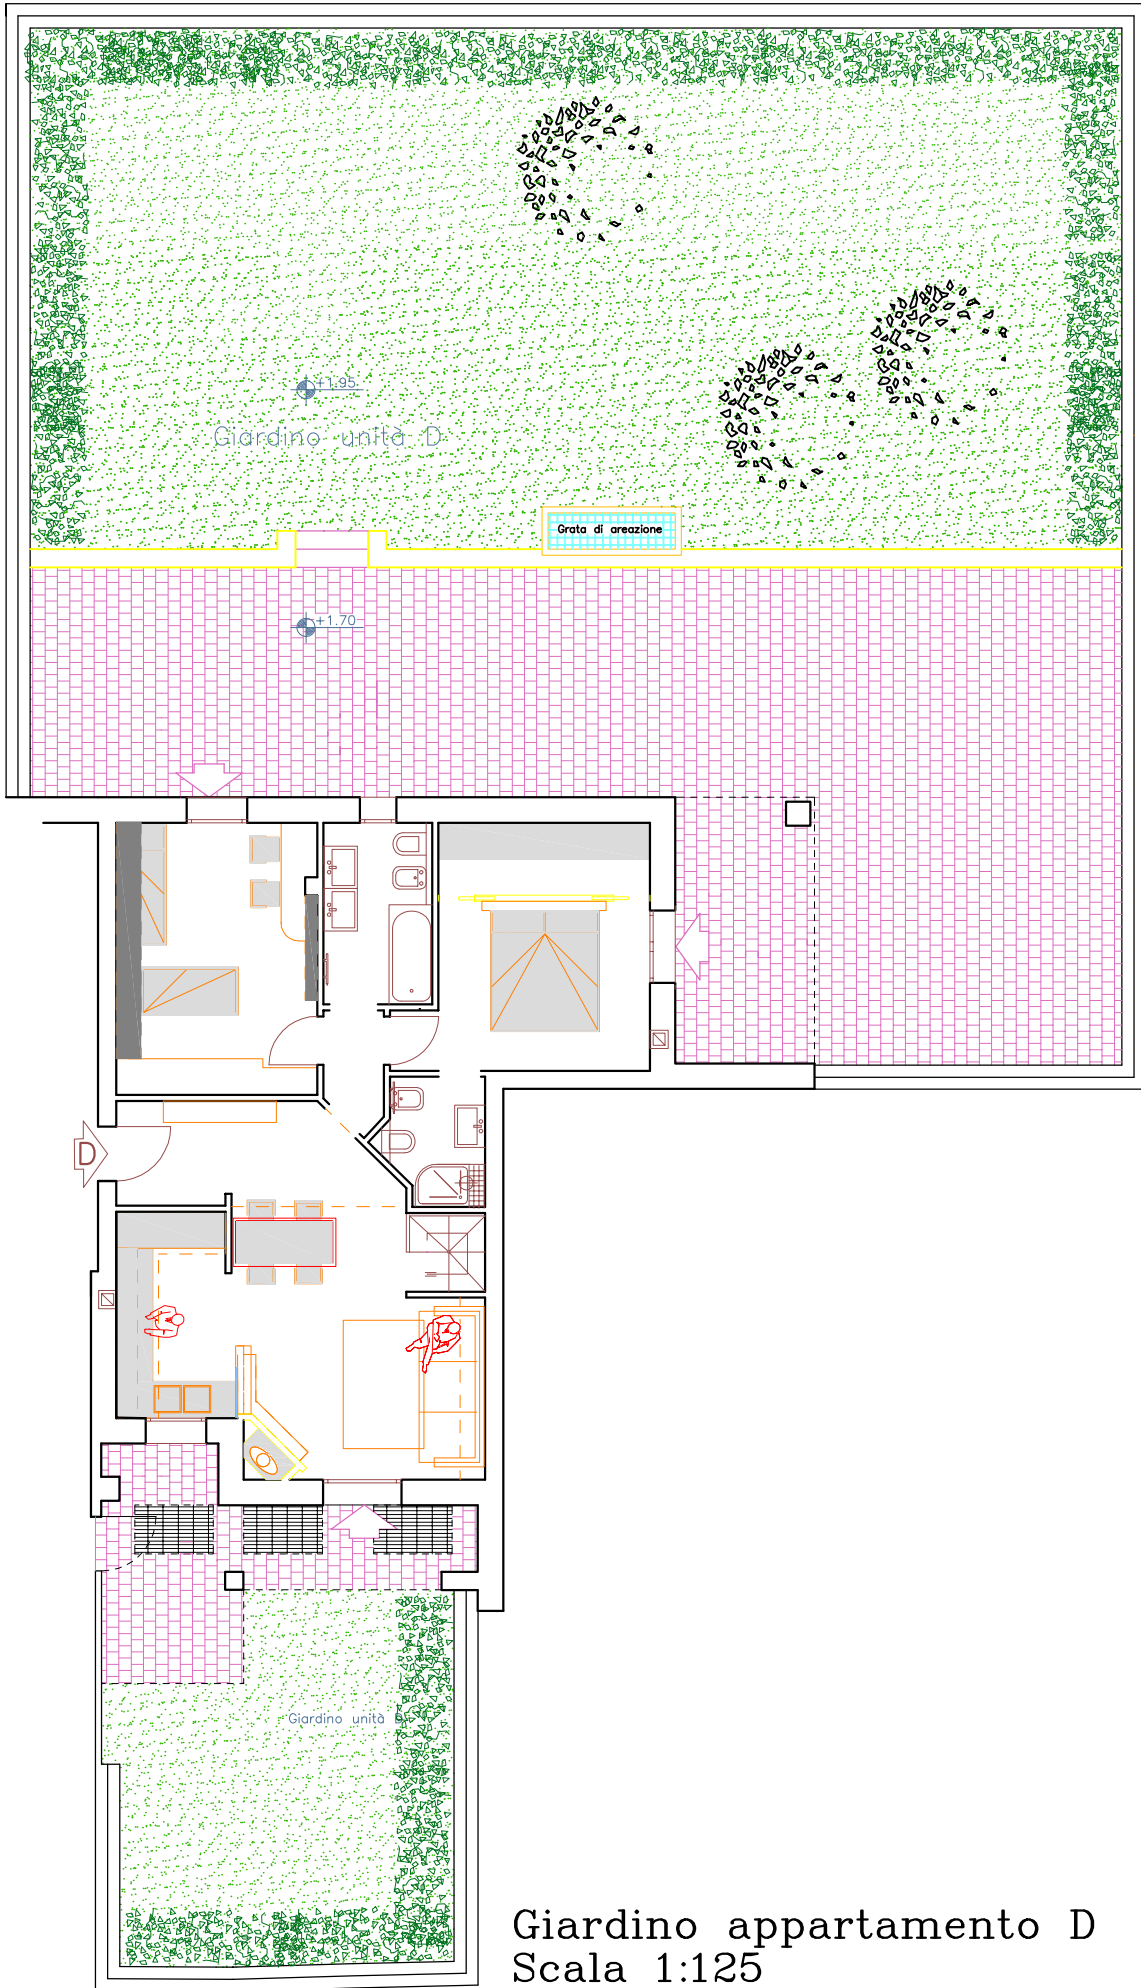 +1.95
Giardino unità D
Grata di areazione
+1.70
D
Giardino unità
Giardino appartamento D
Scala 1:125